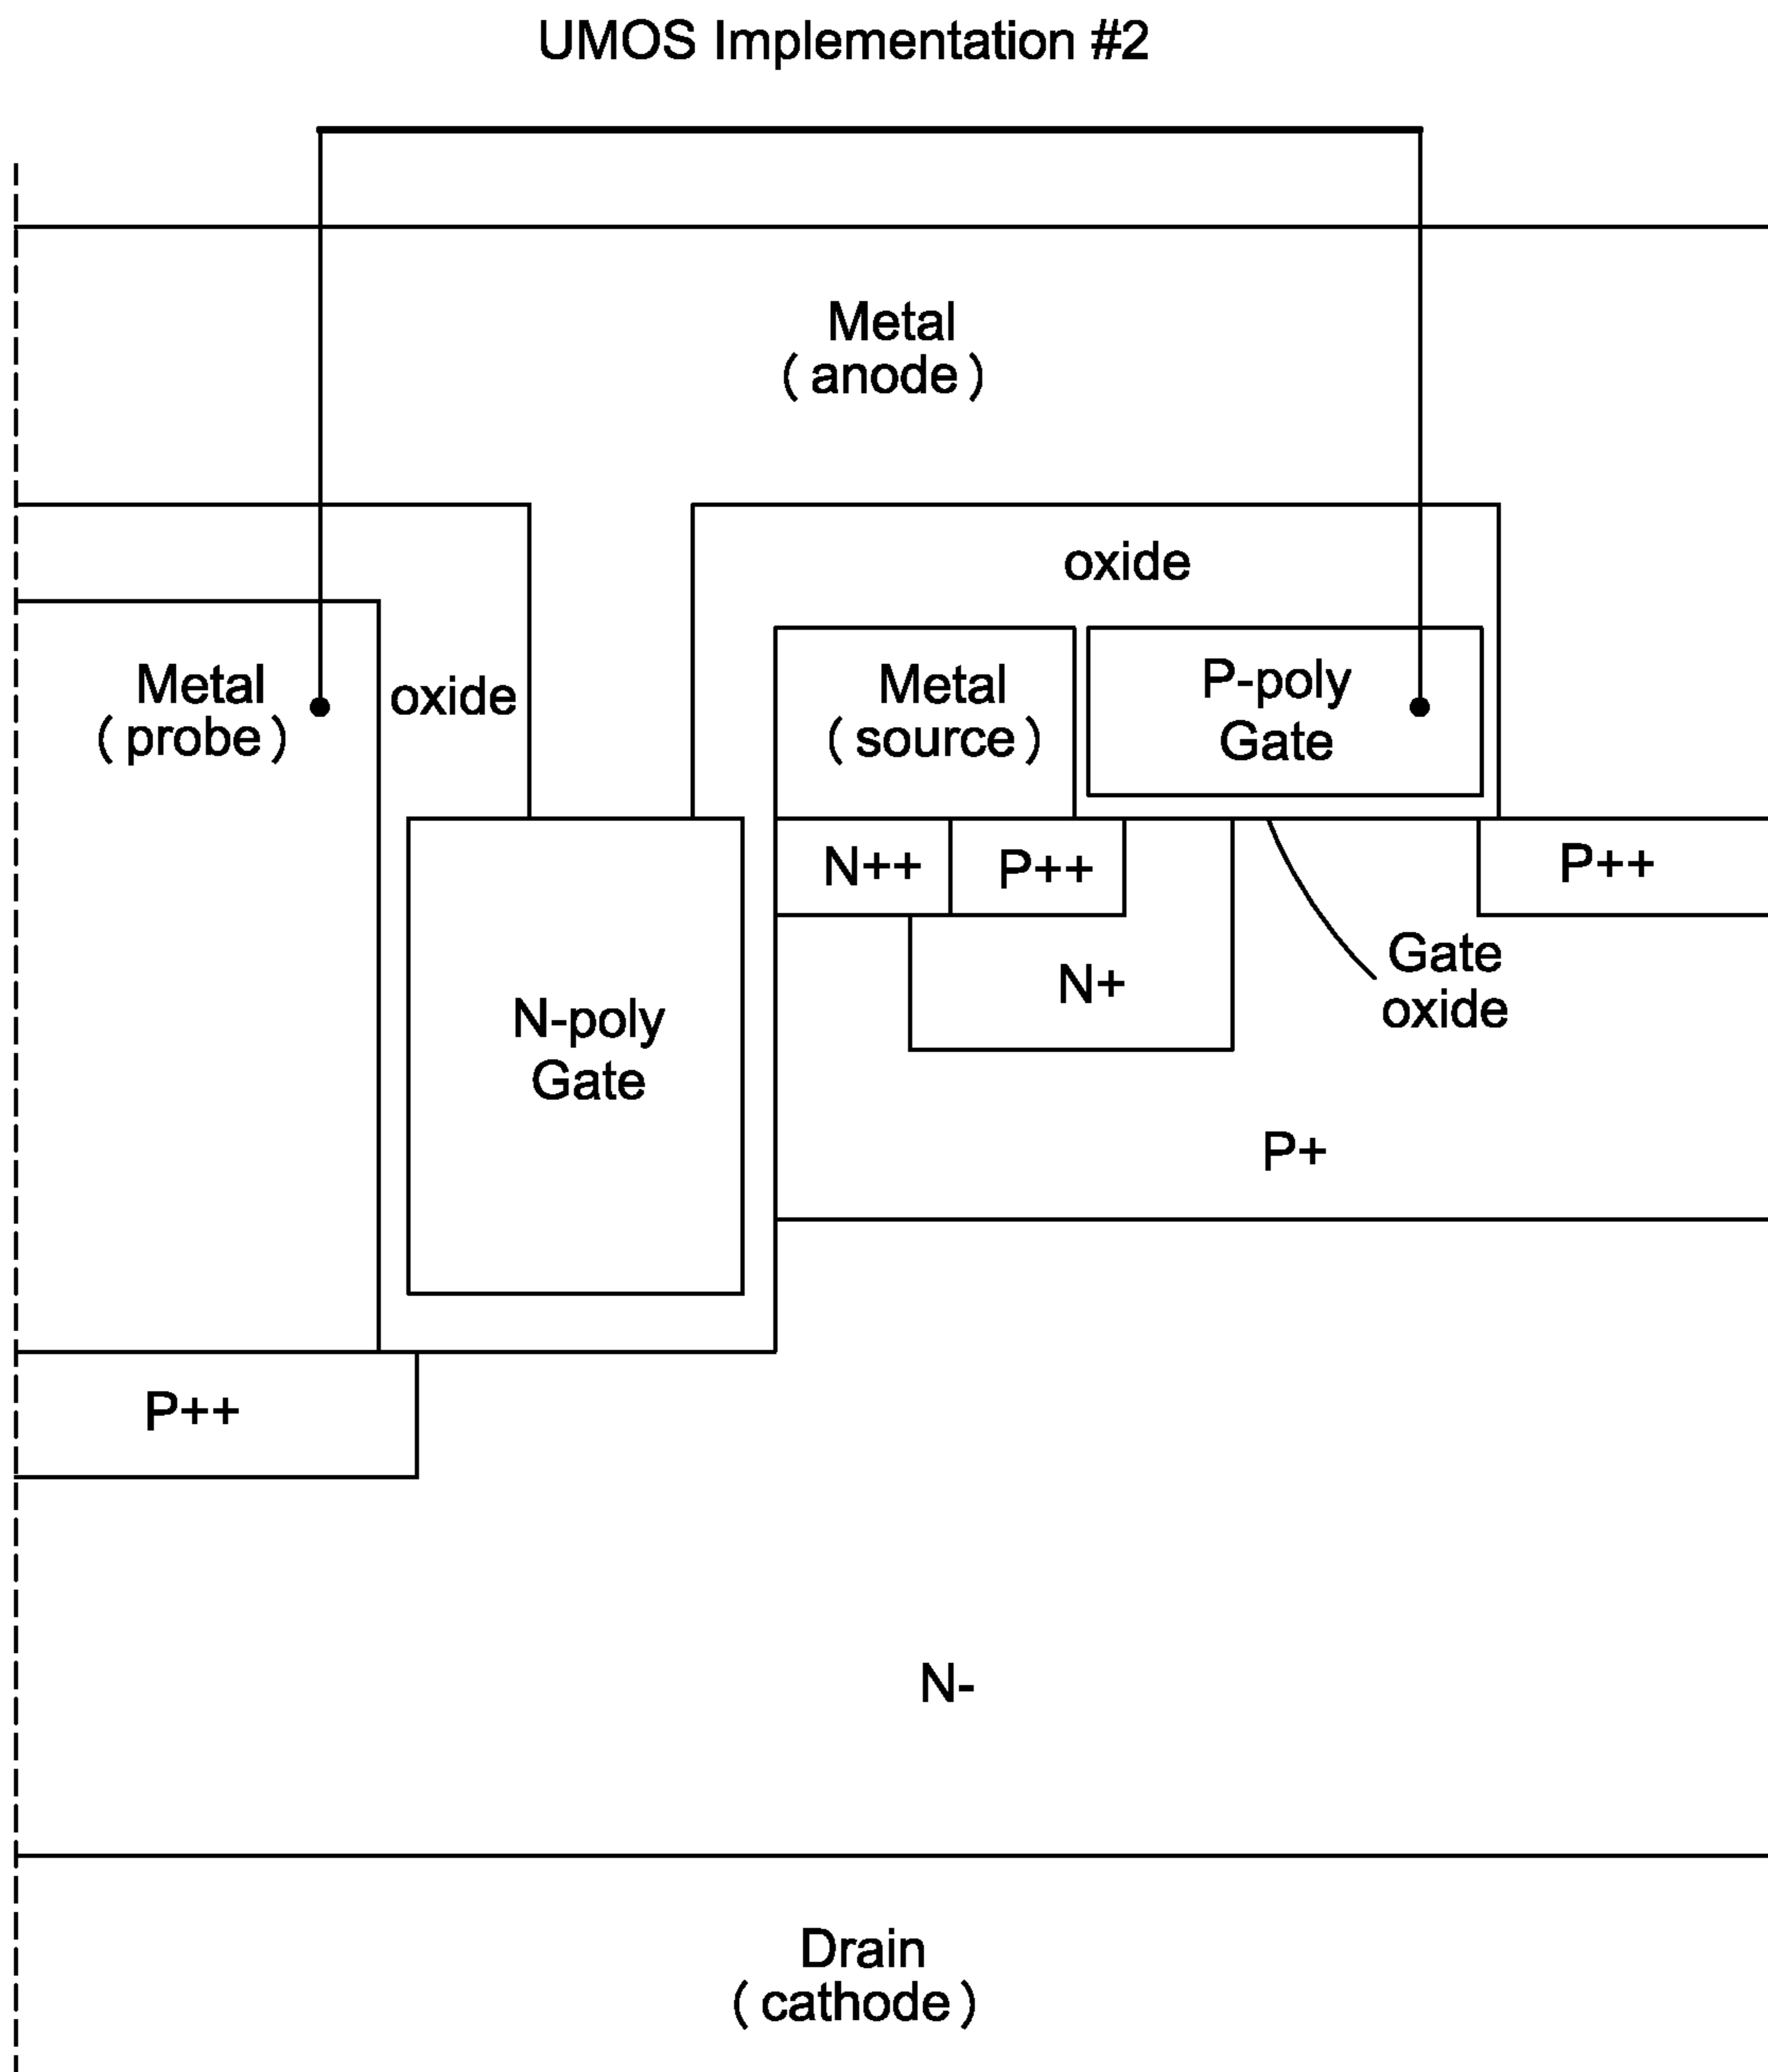 UMOS Implementation #2
Metal
(anode)
oxide
Metal
(probe)
oxide
Metal
(source)
P-poly
Gate
N++
P++
P++
Gate
oxide
N+
N-poly
Gate
P+
P++
N-
Drain
(cathode)